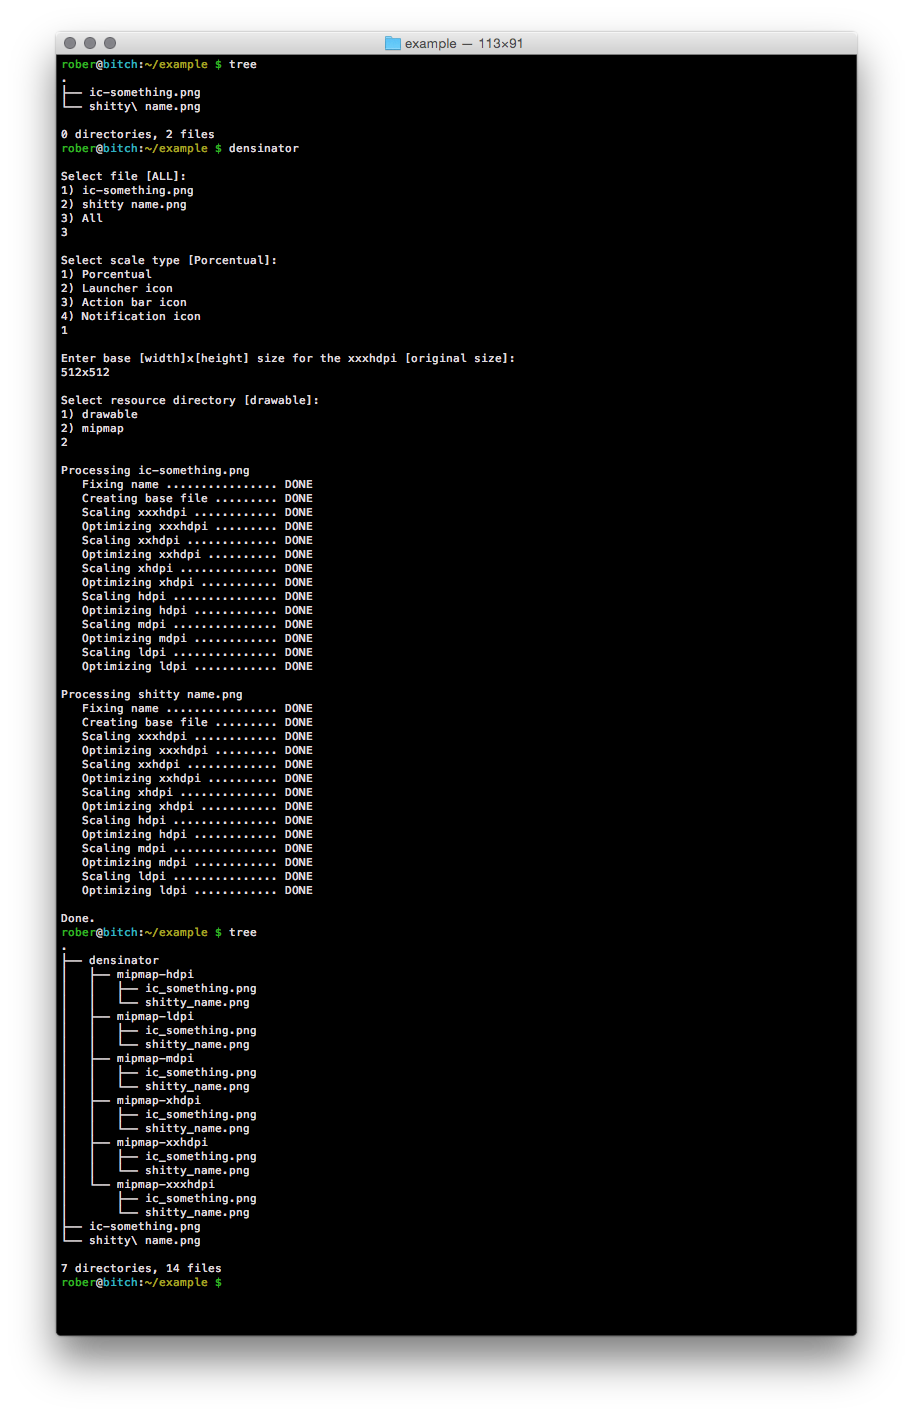 example — 113×91
rober@bitch:~/example $ tree
.
├── ic-something.png
└── shitty\ name.png

0 directories, 2 files
rober@bitch:~/example $ densinator

Select file [ALL]:
1) ic-something.png
2) shitty name.png
3) All
3

Select scale type [Porcentual]:
1) Porcentual
2) Launcher icon
3) Action bar icon
4) Notification icon
1

Enter base [width]x[height] size for the xxxhdpi [original size]:
512x512

Select resource directory [drawable]:
1) drawable
2) mipmap
2

Processing ic-something.png
   Fixing name ................ DONE
   Creating base file ......... DONE
   Scaling xxxhdpi ............ DONE
   Optimizing xxxhdpi ......... DONE
   Scaling xxhdpi ............. DONE
   Optimizing xxhdpi .......... DONE
   Scaling xhdpi .............. DONE
   Optimizing xhdpi ........... DONE
   Scaling hdpi ............... DONE
   Optimizing hdpi ............ DONE
   Scaling mdpi ............... DONE
   Optimizing mdpi ............ DONE
   Scaling ldpi ............... DONE
   Optimizing ldpi ............ DONE

Processing shitty name.png
   Fixing name ................ DONE
   Creating base file ......... DONE
   Scaling xxxhdpi ............ DONE
   Optimizing xxxhdpi ......... DONE
   Scaling xxhdpi ............. DONE
   Optimizing xxhdpi .......... DONE
   Scaling xhdpi .............. DONE
   Optimizing xhdpi ........... DONE
   Scaling hdpi ............... DONE
   Optimizing hdpi ............ DONE
   Scaling mdpi ............... DONE
   Optimizing mdpi ............ DONE
   Scaling ldpi ............... DONE
   Optimizing ldpi ............ DONE

Done.
rober@bitch:~/example $ tree
.
├── densinator
│   ├── mipmap-hdpi
│   │   ├── ic_something.png
│   │   └── shitty_name.png
│   ├── mipmap-ldpi
│   │   ├── ic_something.png
│   │   └── shitty_name.png
│   ├── mipmap-mdpi
│   │   ├── ic_something.png
│   │   └── shitty_name.png
│   ├── mipmap-xhdpi
│   │   ├── ic_something.png
│   │   └── shitty_name.png
│   ├── mipmap-xxhdpi
│   │   ├── ic_something.png
│   │   └── shitty_name.png
│   └── mipmap-xxxhdpi
│       ├── ic_something.png
│       └── shitty_name.png
├── ic-something.png
└── shitty\ name.png

7 directories, 14 files
rober@bitch:~/example $